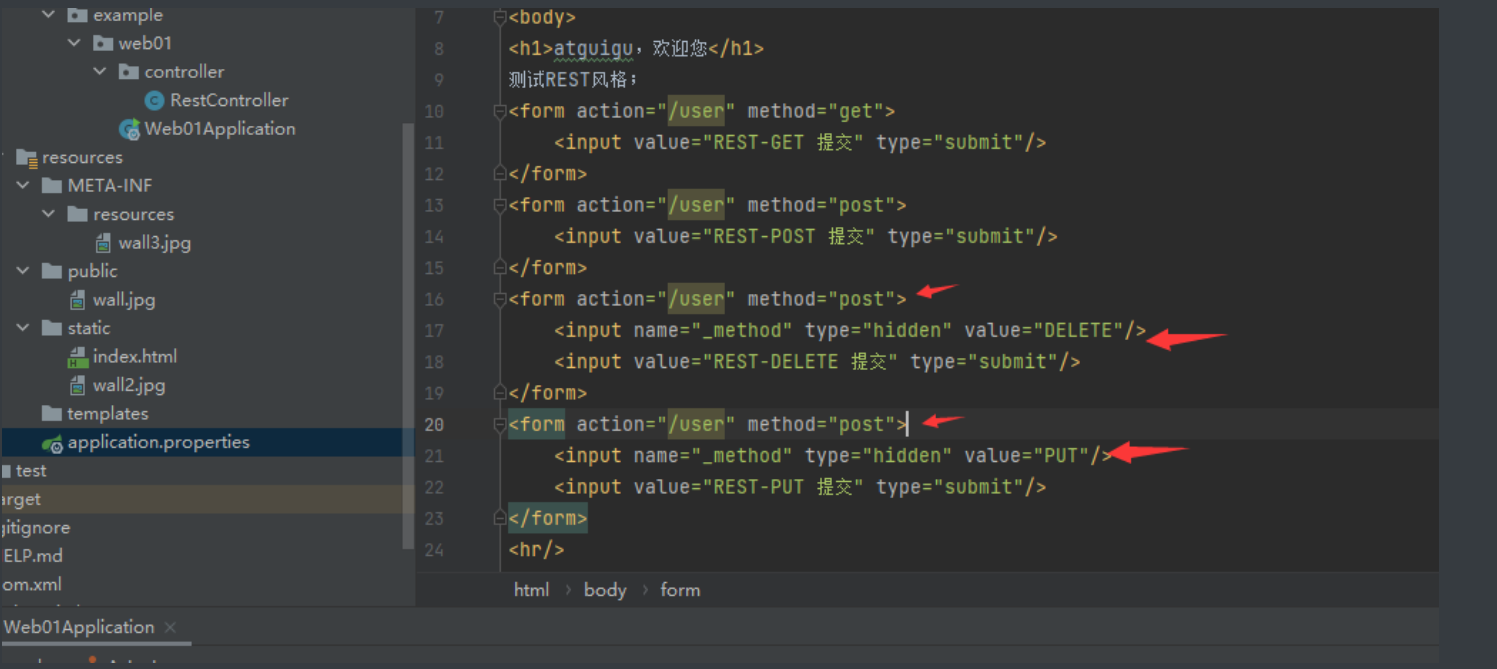 example
web01
controller
RestController
Web01Application
resources
META-INF
resources
wall3.jpg
public
wall.jpg
static
index.html
wall2.jpg
templates
application.properties
test
arget
gitignore
ELP.md
om.xml
7 <body>
8 <h1>atguigu，欢迎您</h1>
9 测试REST风格；
10 <form action="/user" method="get">
11 <input value="REST-GET 提交" type="submit"/>
12 </form>
13 <form action="/user" method="post">
14 <input value="REST-POST 提交" type="submit"/>
15 </form>
16 <form action="/user" method="post">
17 <input name="_method" type="hidden" value="DELETE"/>
18 <input value="REST-DELETE 提交" type="submit"/>
19 </form>
20 <form action="/user" method="post">
21 <input name="_method" type="hidden" value="PUT"/>
22 <input value="REST-PUT 提交" type="submit"/>
23 </form>
24 <hr/>
html › body › form
Web01Application ×